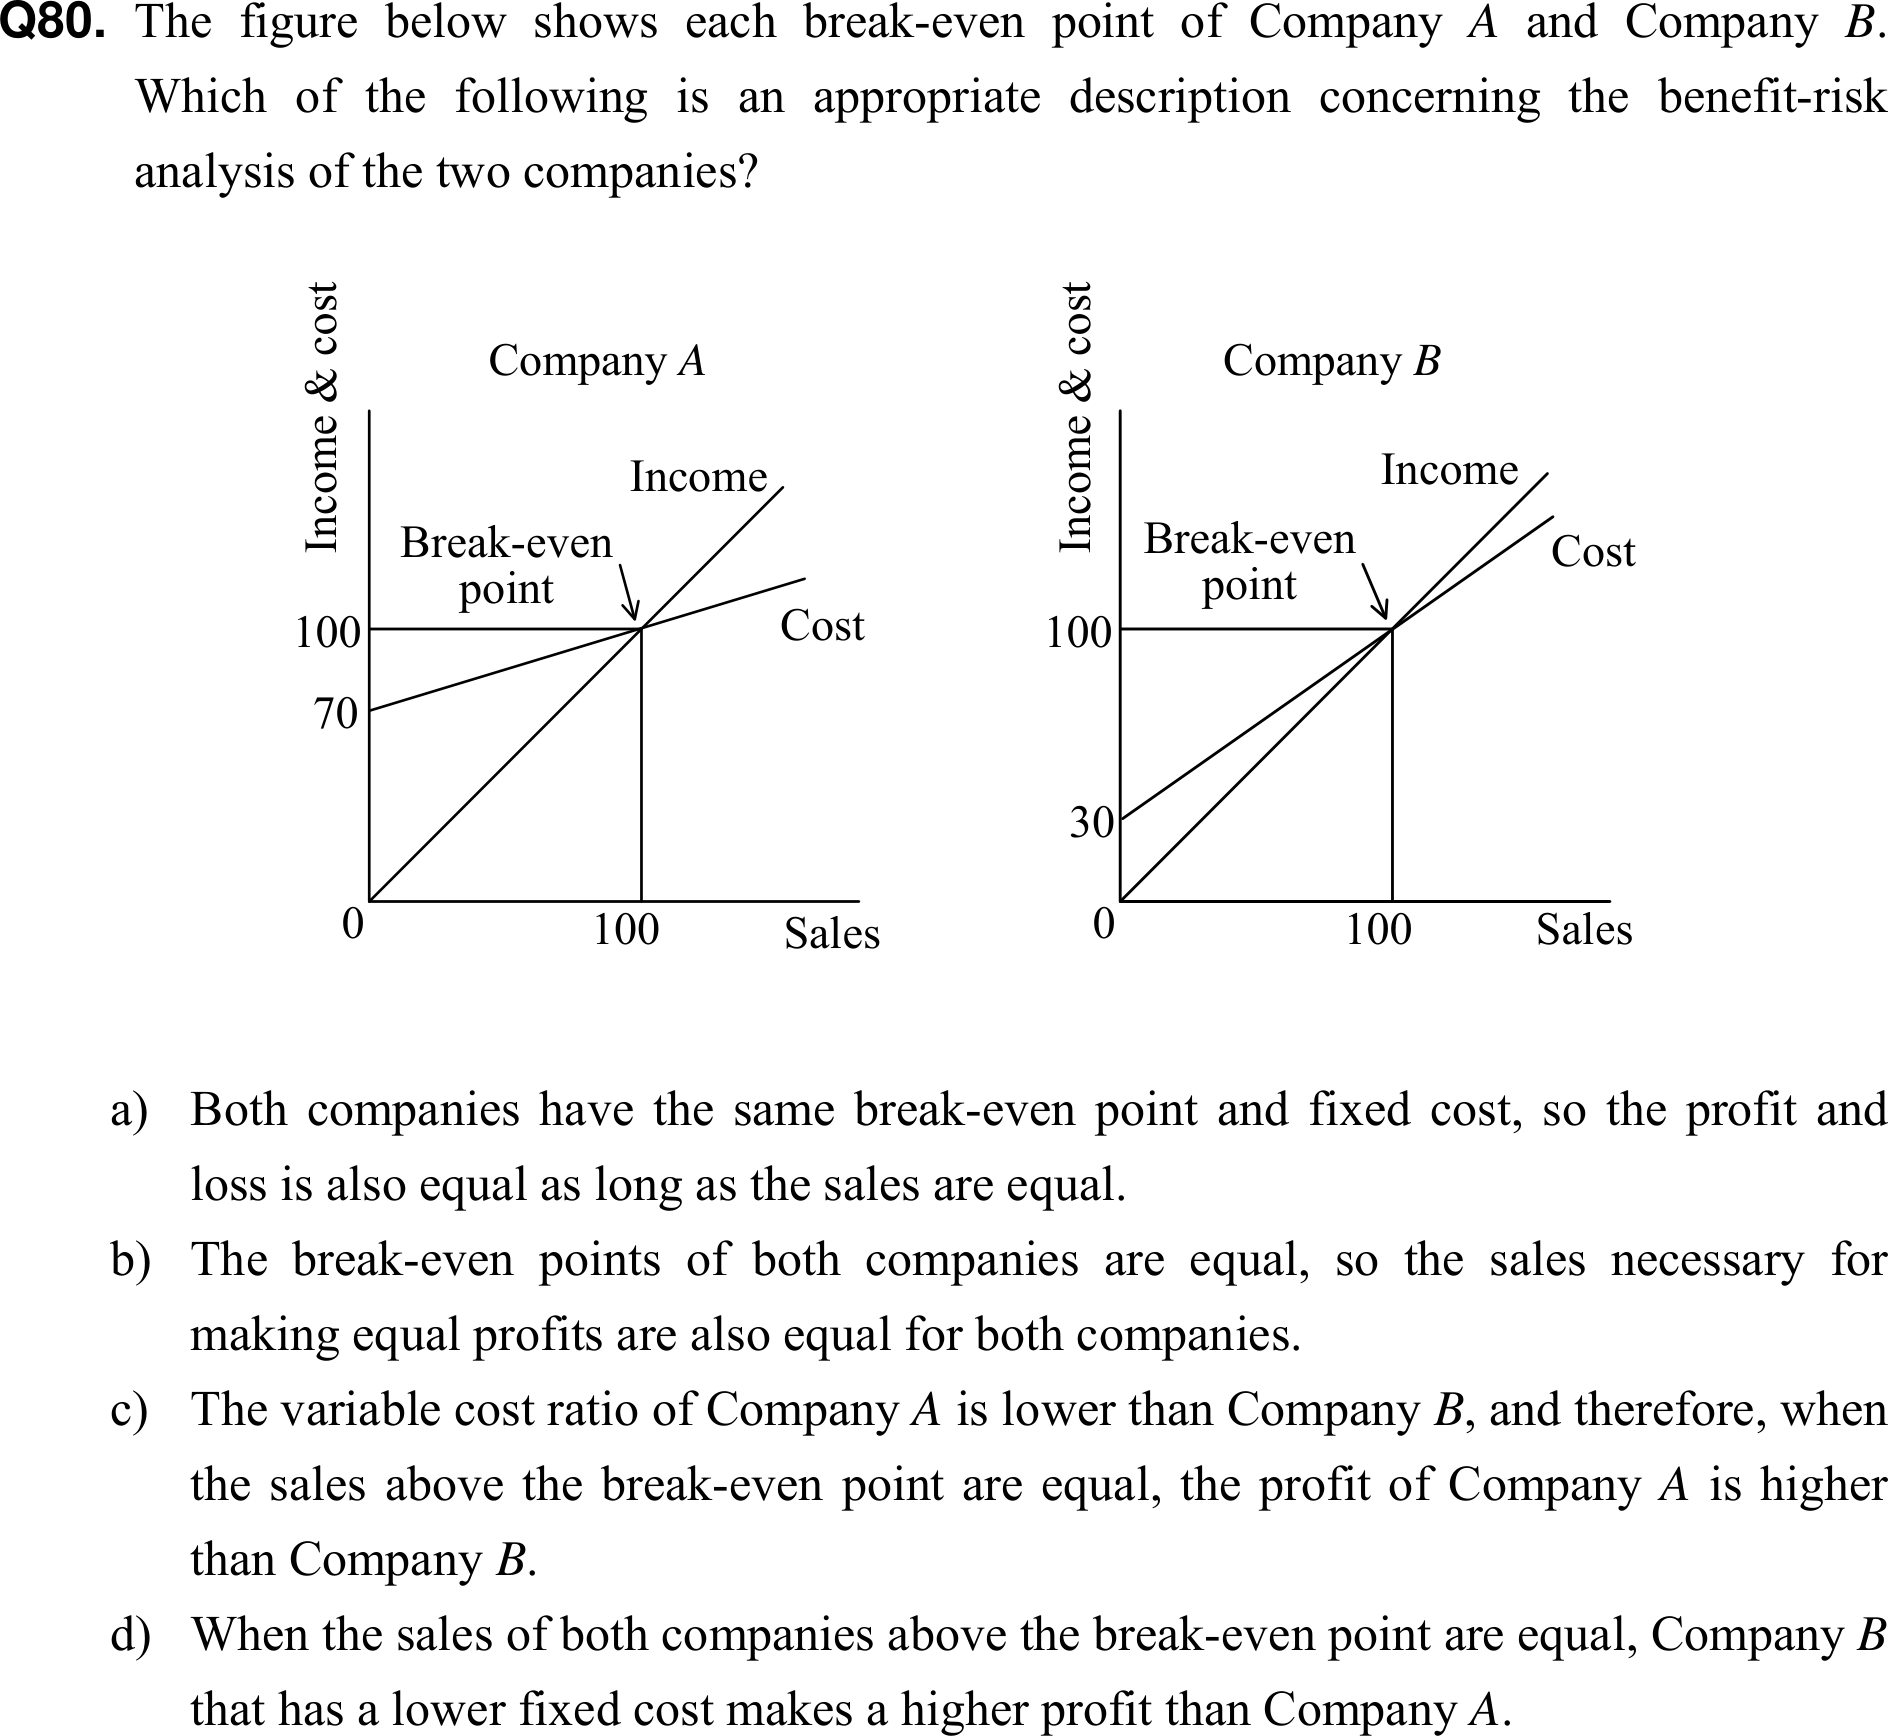 Q80. The figure below shows each break-even point of Company A and Company B.
Which of the following is an appropriate description concerning the benefit-risk
analysis of the two companies?
Income & cost
Company A
Income
Break-even
point
Cost
100
70
0
100
Sales
Income & cost
Company B
Income
Break-even
point
Cost
100
30
0
100
Sales
a) Both companies have the same break-even point and fixed cost, so the profit and
loss is also equal as long as the sales are equal.
b) The break-even points of both companies are equal, so the sales necessary for
making equal profits are also equal for both companies.
c) The variable cost ratio of Company A is lower than Company B, and therefore, when
the sales above the break-even point are equal, the profit of Company A is higher
than Company B.
d) When the sales of both companies above the break-even point are equal, Company B
that has a lower fixed cost makes a higher profit than Company A.